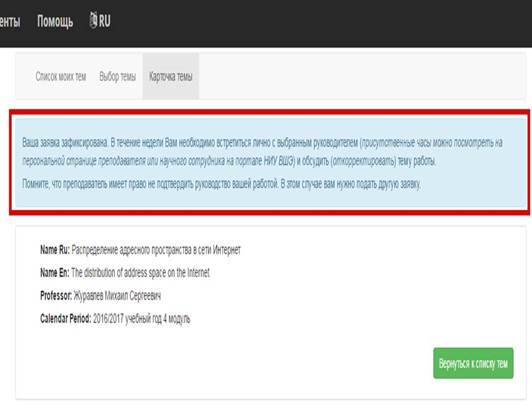 енты Помощь RU
Список моих тем Выбор темы Карточка темы
Ваша заявка зафиксирована. В течение недели Вам необходимо встретиться лично с выбранным руководителем (присутственные часы можно посмотреть на
персональной странице преподавателя или научного сотрудника на портале НИУ ВШЭ) и обсудить (откорректировать) тему работы.
Помните, что преподаватель имеет право не подтвердить руководство вашей работой. В этом случае вам нужно подать другую заявку.
Name Ru: Распределение адресного пространства в сети Интернет
Name En: The distribution of address space on the Internet
Professor: Журавлев Михаил Сергеевич
Calendar Period: 2016/2017 учебный год 4 модуль
Вернуться к списку тем